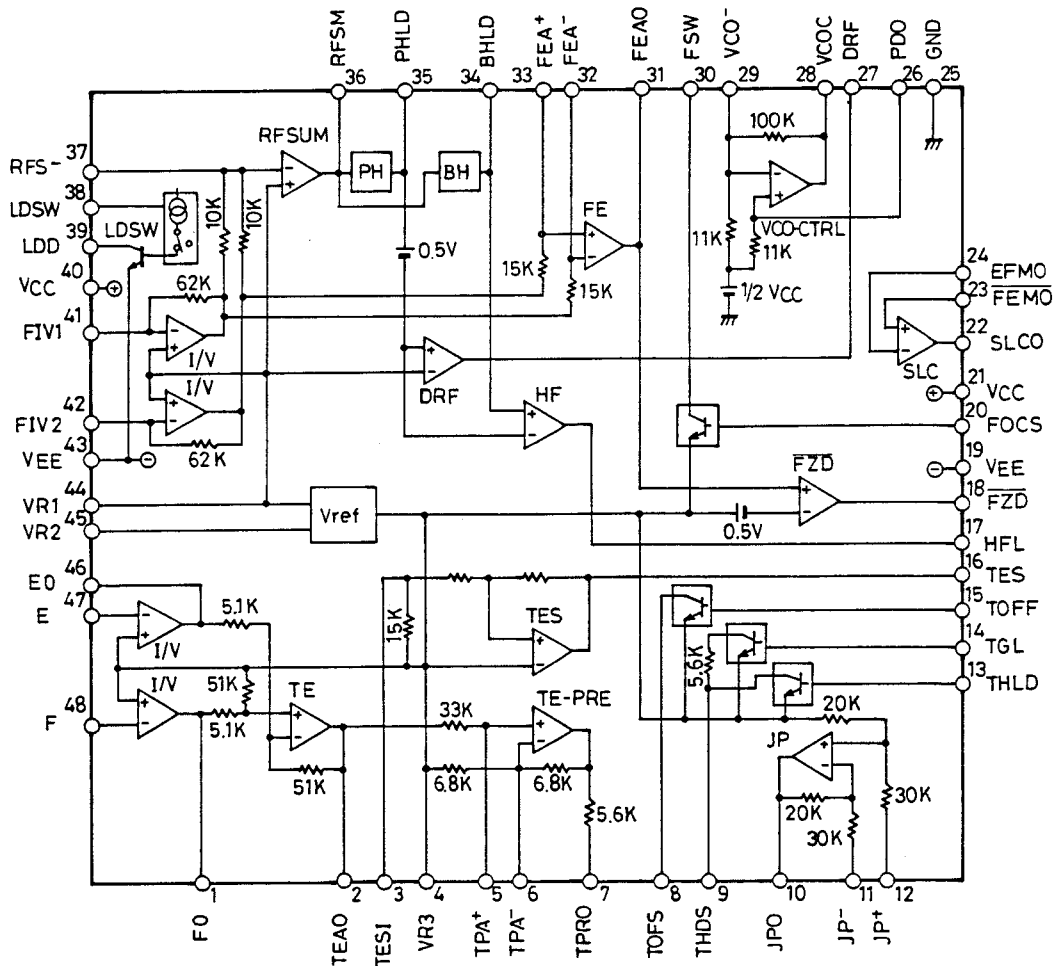 RFSM
PHLD
BHLD
FEA+
FEA-
FEAO
FSW
VCO-
VCOC
DRF
PDO
GND
36
35
34
33
32
31
30
29
28
27
26
25
RFS- 37
LDSW 38
LDD 39
VCC 40
FIV1 41
FIV2 42
VEE 43
VR1 44
VR2 45
EO 46
E 47
F 48
24 EFMO
23 FEMO
22 SLCO
21 VCC
20 FOCS
19 VEE
18 FZD
17 HFL
16 TES
15 TOFF
14 TGL
13 THLD
RFSUM
-
+
PH
BH
LDSW
10K
10K
0.5V
FE
+
-
15K
15K
100K
-
+
VCO-CTRL
11K
11K
1/2 VCC
62K
-
+
I/V
I/V
+
-
62K
+
-
DRF
HF
+
-
+
-
SLC
FZD
+
-
0.5V
Vref
-
+
I/V
5.1K
I/V
+
-
51K
5.1K
TE
+
-
51K
15K
TES
+
-
33K
TE-PRE
+
-
6.8K
6.8K
5.6K
5.6K
20K
JP
+
-
20K
30K
30K
1
2
3
4
5
6
7
8
9
10
11
12
FO
TEAO
TESI
VR3
TPA+
TPA-
TPRO
TOFS
THDS
JPO
JP-
JP+